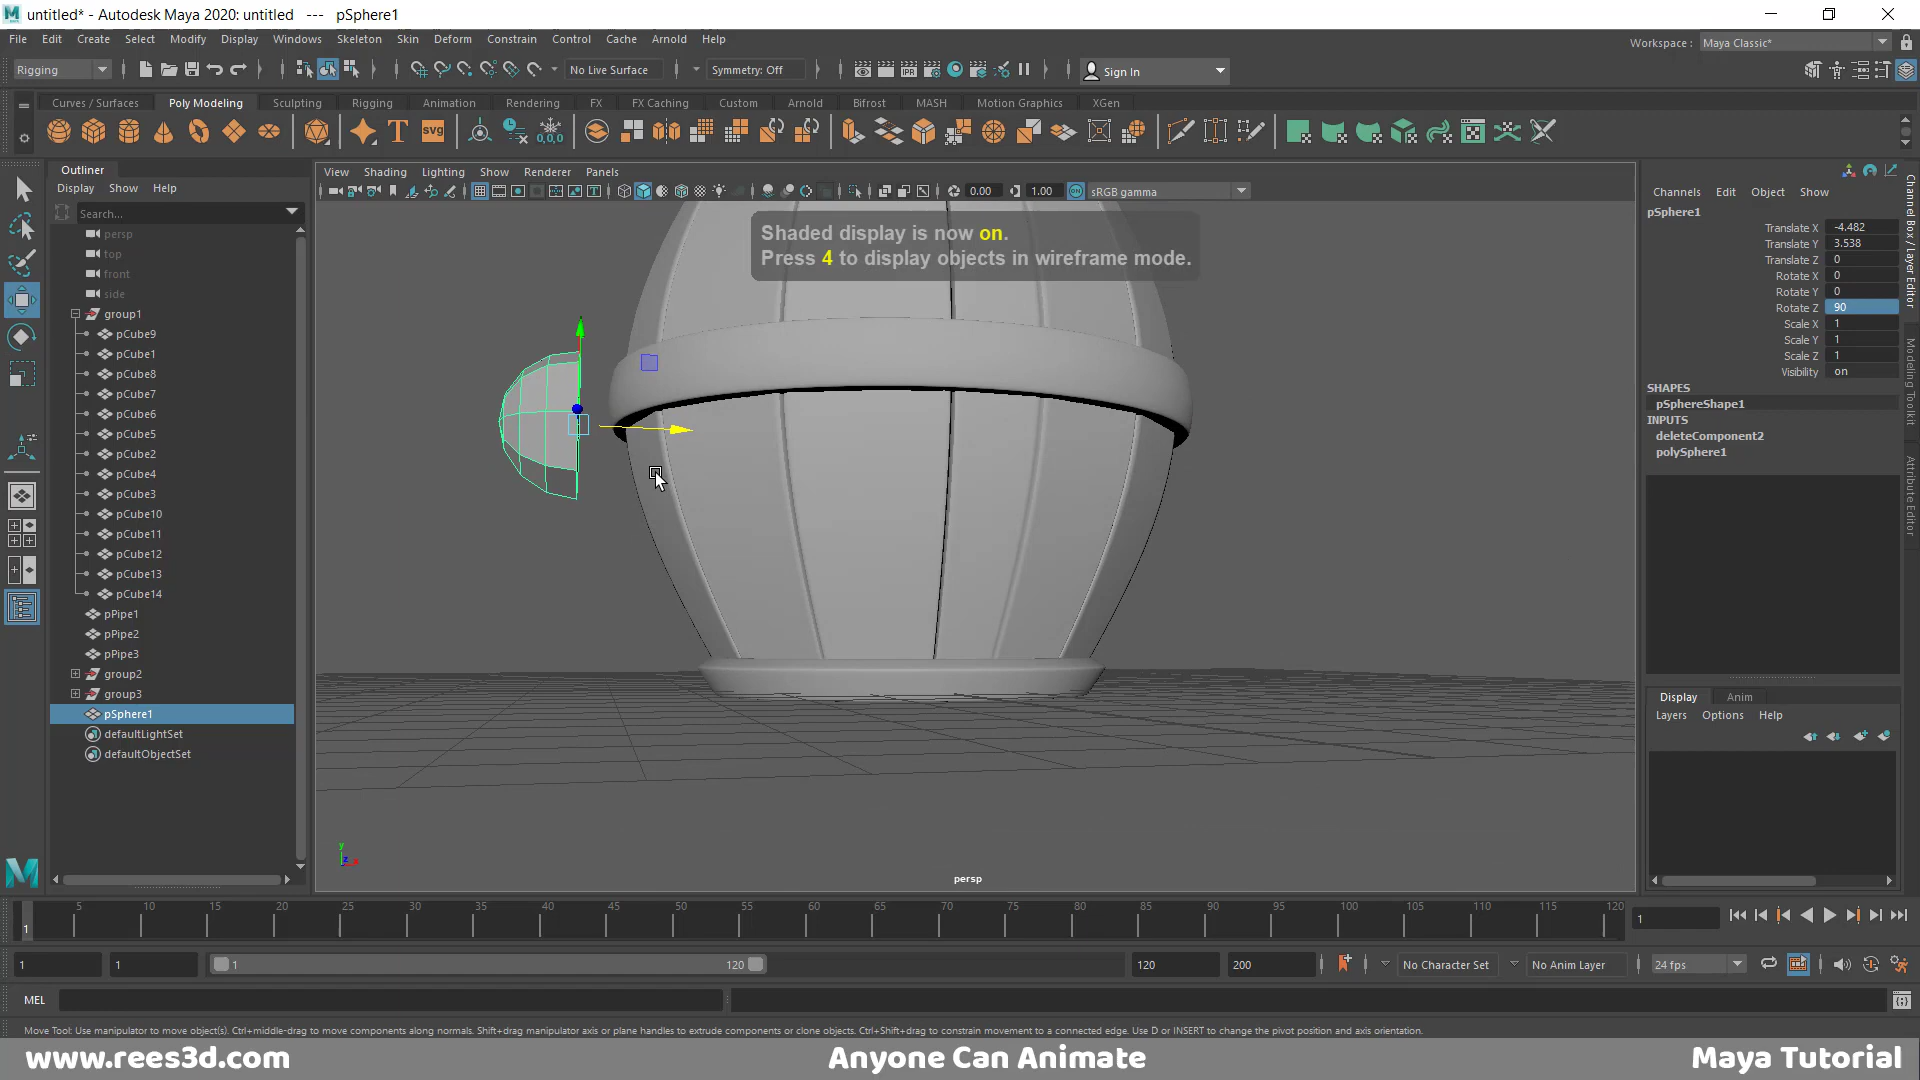 untitled* - Autodesk Maya 2020: untitled --- pSphere1
File Edit Create Select Modify Display Windows Skeleton Skin Deform Constrain Control Cache Arnold Help
Workspace : Maya Classic*
Rigging No Live Surface Symmetry: Off Sign In
Curves / Surfaces Poly Modeling Sculpting Rigging Animation Rendering FX FX Caching Custom Arnold Bifrost MASH Motion Graphics XGen
Outliner
Display Show Help
Search...
persp
top
front
side
group1
pCube9
pCube1
pCube8
pCube7
pCube6
pCube5
pCube2
pCube4
pCube3
pCube10
pCube11
pCube12
pCube13
pCube14
pPipe1
pPipe2
pPipe3
group2
group3
pSphere1
defaultLightSet
defaultObjectSet
View Shading Lighting Show Renderer Panels
0.00 1.00 sRGB gamma
Shaded display is now on.
Press 4 to display objects in wireframe mode.
persp
Channels Edit Object Show
pSphere1
Translate X -4.482
Translate Y 3.538
Translate Z 0
Rotate X 0
Rotate Y 0
Rotate Z 90
Scale X 1
Scale Y 1
Scale Z 1
Visibility on
SHAPES
pSphereShape1
INPUTS
deleteComponent2
polySphere1
Display Anim
Layers Options Help
Channel Box / Layer Editor
Modeling Toolkit
Attribute Editor
5 10 15 20 25 30 35 40 45 50 55 60 65 70 75 80 85 90 95 100 105 110 115 120
1 1
1 1 1 120 120 200 No Character Set No Anim Layer 24 fps
MEL
Move Tool: Use manipulator to move object(s). Ctrl+middle-drag to move components along normals. Shift+drag manipulator axis or plane handles to extrude components or clone objects. Ctrl+Shift+drag to constrain movement to a connected edge. Use D or INSERT to change the pivot position and axis orientation.
www.rees3d.com Anyone Can Animate Maya Tutorial